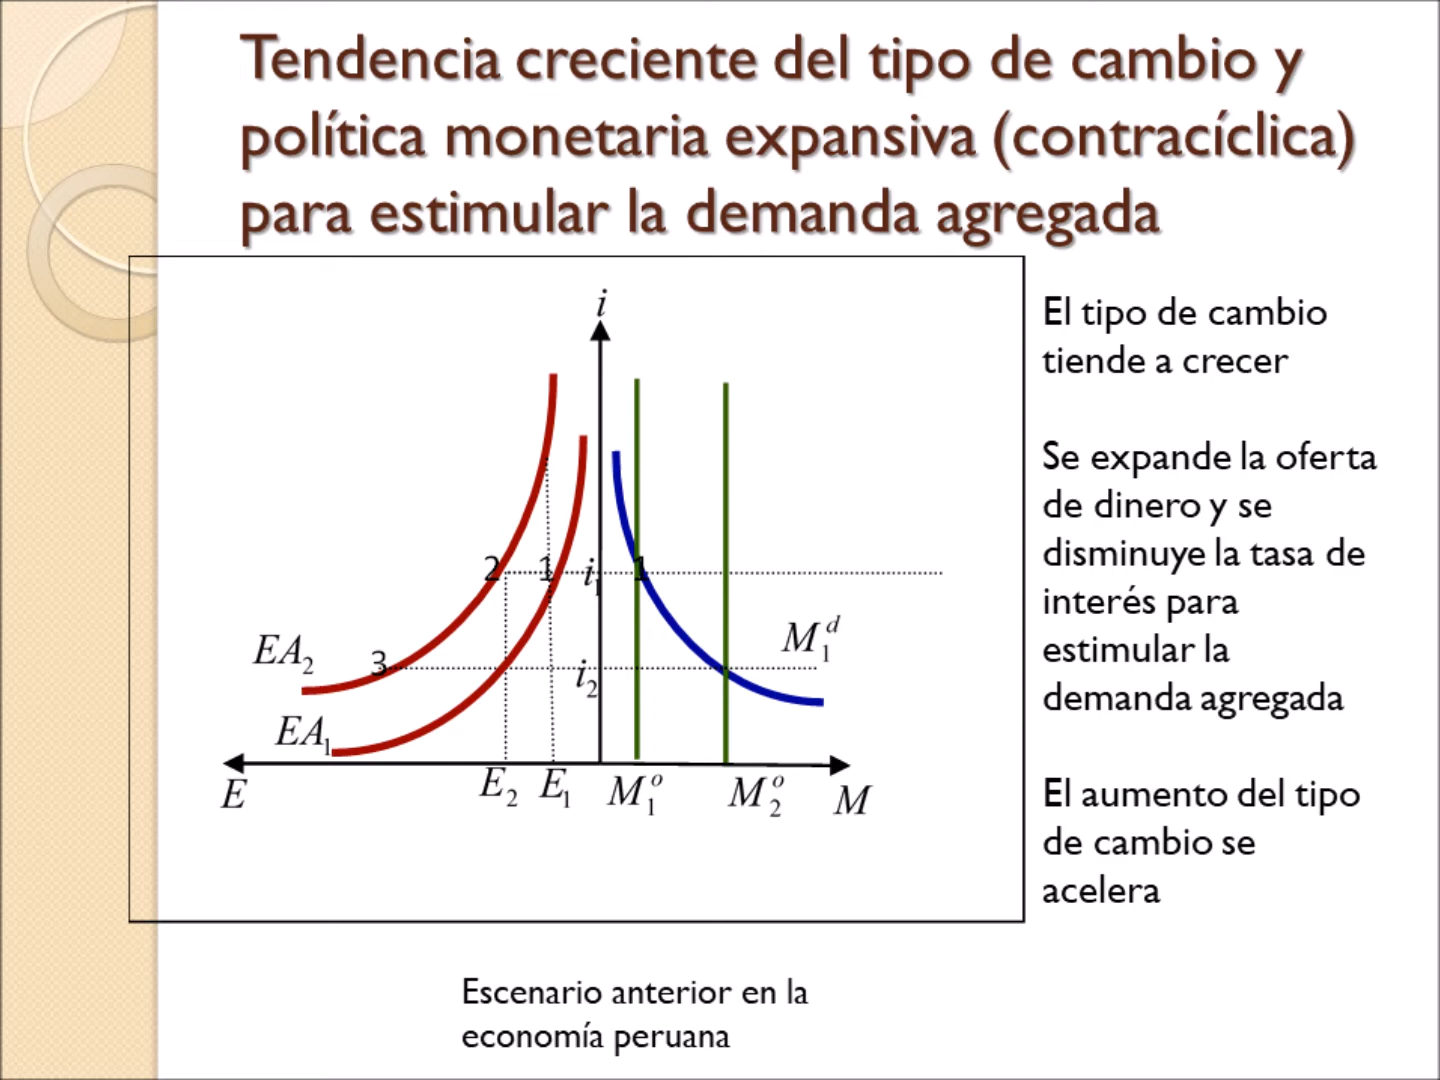 Tendencia creciente del tipo de cambio y
política monetaria expansiva (contracíclica)
para estimular la demanda agregada
i
2 1 i₁ 1
EA₂ 3 i₂ M₁ᵈ
EA₁
E E₂ E₁ M₁ᵒ M₂ᵒ M
El tipo de cambio
tiende a crecer
Se expande la oferta
de dinero y se
disminuye la tasa de
interés para
estimular la
demanda agregada
El aumento del tipo
de cambio se
acelera
Escenario anterior en la
economía peruana